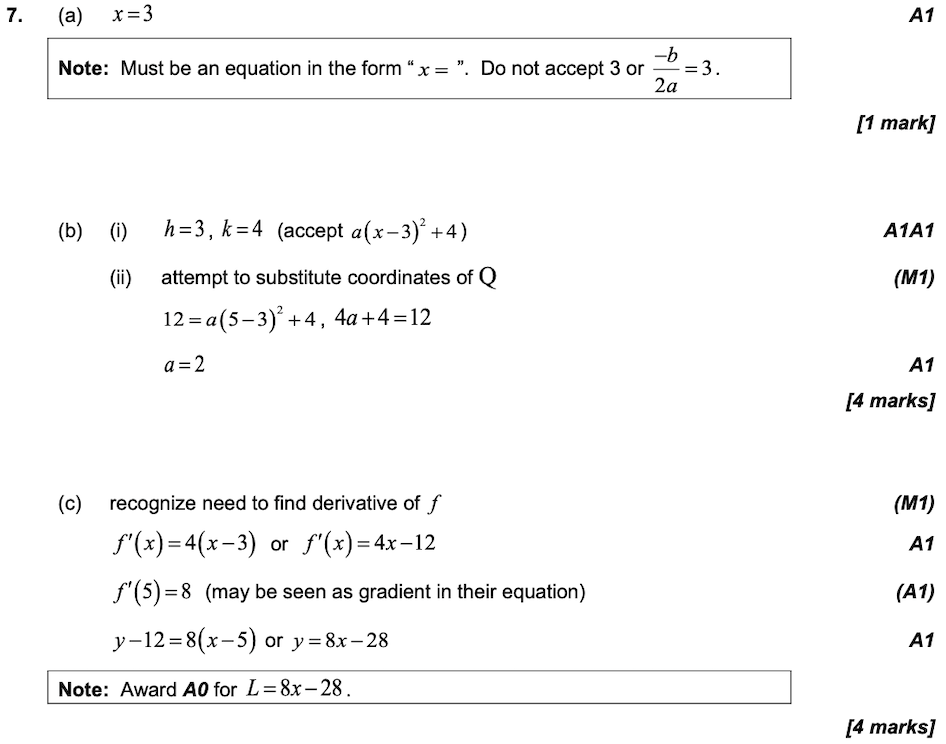 7. (a) x = 3 A1
Note: Must be an equation in the form “ x = ”. Do not accept 3 or −b/2a = 3.
[1 mark]
(b) (i) h = 3, k = 4 (accept a(x−3)² + 4) A1A1
(ii) attempt to substitute coordinates of Q (M1)
12 = a(5−3)² + 4, 4a + 4 = 12
a = 2 A1
[4 marks]
(c) recognize need to find derivative of f (M1)
f′(x) = 4(x−3) or f′(x) = 4x−12 A1
f′(5) = 8 (may be seen as gradient in their equation) (A1)
y−12 = 8(x−5) or y = 8x−28 A1
Note: Award A0 for L = 8x−28.
[4 marks]